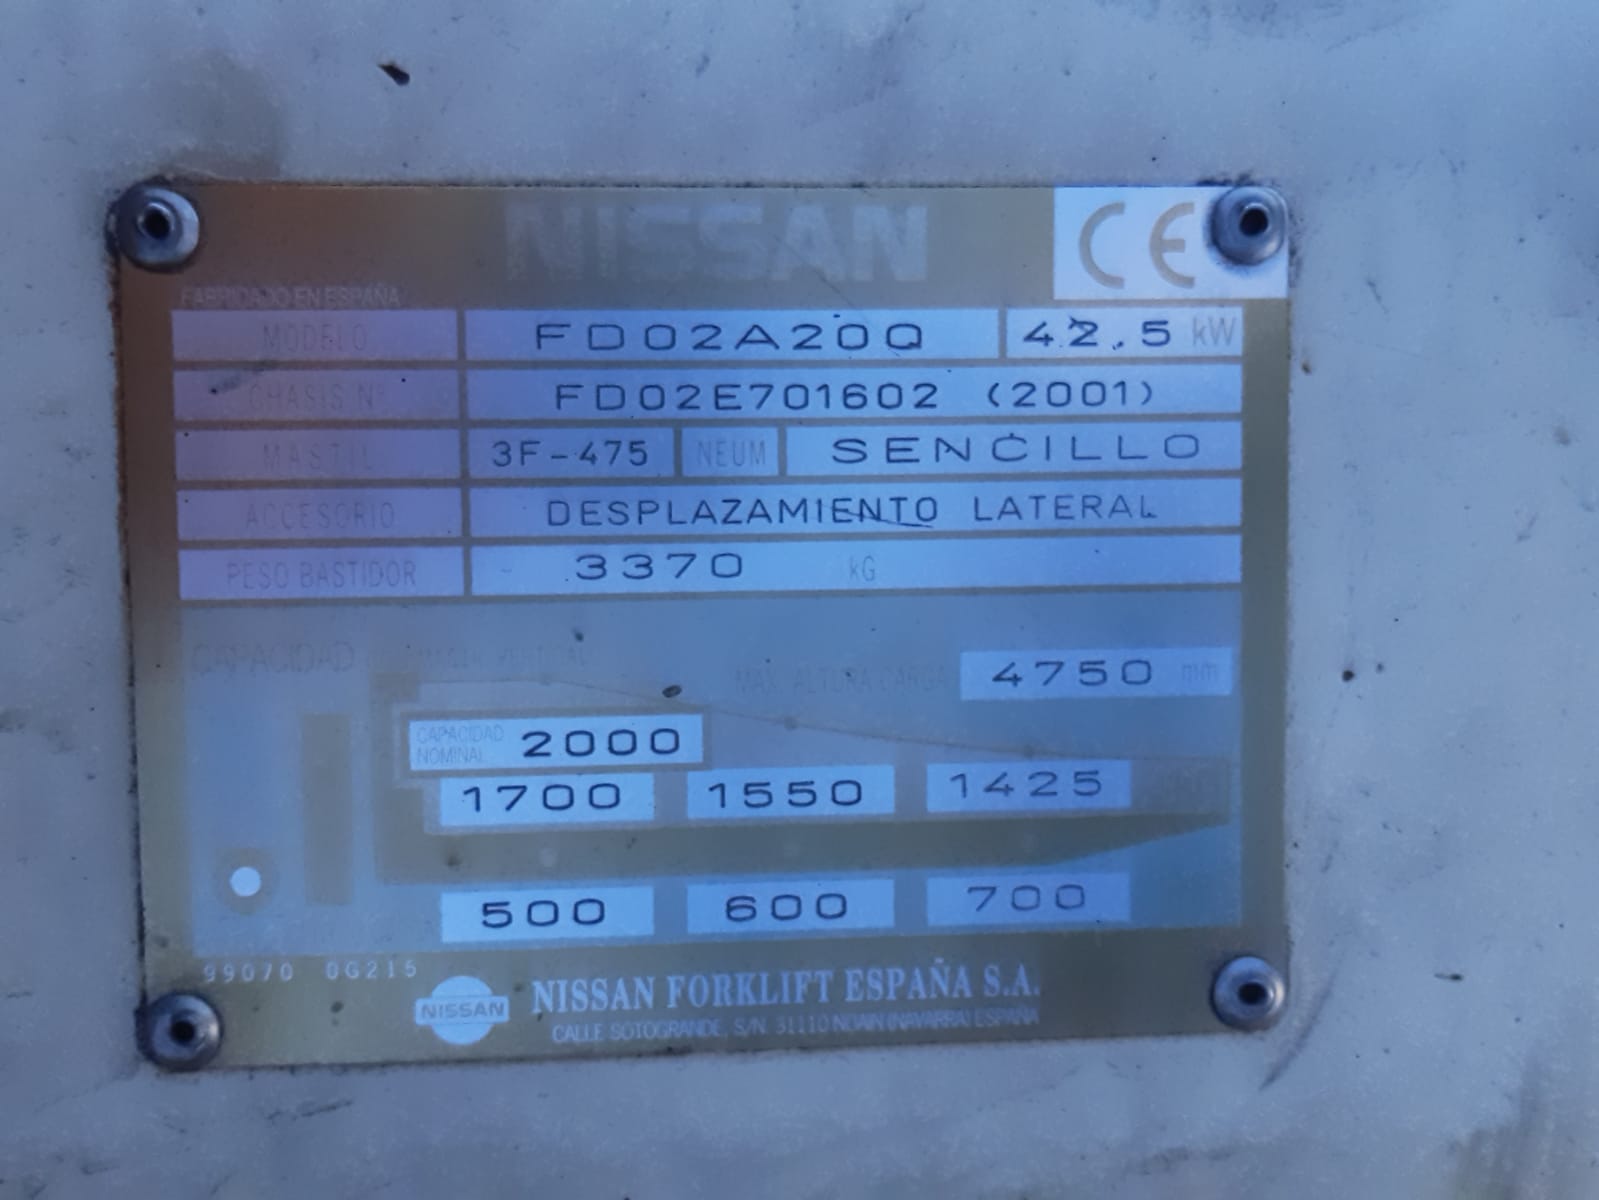 NISSAN
CE
FABRICADO EN ESPAÑA
MODELO FD02A20Q 42.5 kW
CHASIS Nº FD02E701602 (2001)
MASTIL 3F-475 NEUM SENCILLO
ACCESORIO DESPLAZAMIENTO LATERAL
PESO BASTIDOR 3370 kG
CAPACIDAD VERTICAL MAX. ALTURA CARGA 4750 mm
CAPACIDAD NOMINAL 2000
1700 1550 1425
500 600 700
99070 0G215
NISSAN
NISSAN FORKLIFT ESPAÑA S.A.
CALLE SOTOGRANDE, S/N. 31110 NOAIN (NAVARRA) ESPAÑA